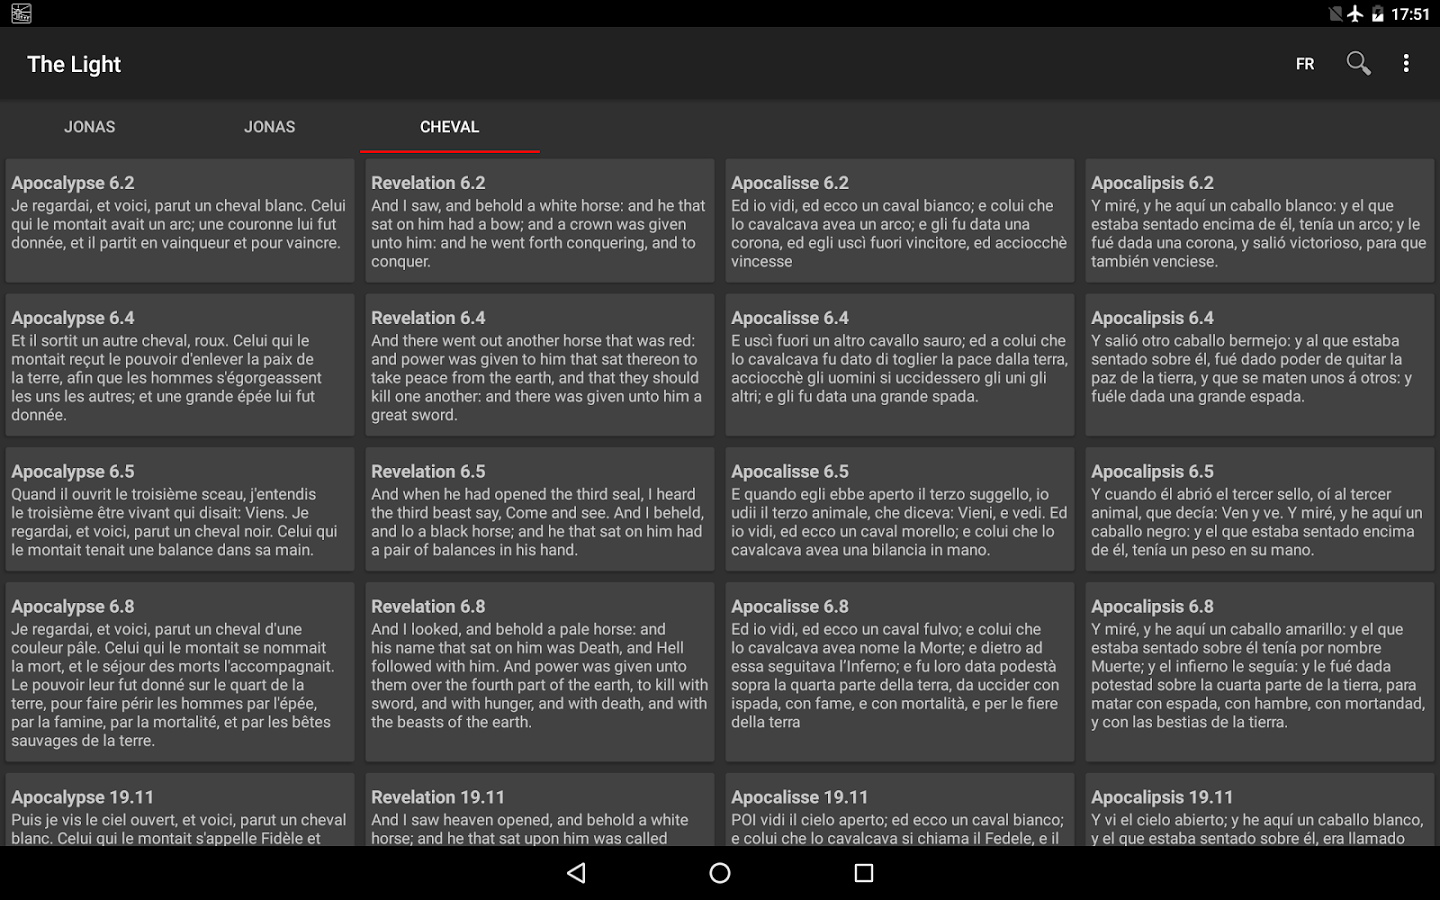 17:51
The Light
FR
JONAS
JONAS
CHEVAL
Apocalypse 6.2
Je regardai, et voici, parut un cheval blanc. Celui
qui le montait avait un arc; une couronne lui fut
donnée, et il partit en vainqueur et pour vaincre.
Revelation 6.2
And I saw, and behold a white horse: and he that
sat on him had a bow; and a crown was given
unto him: and he went forth conquering, and to
conquer.
Apocalisse 6.2
Ed io vidi, ed ecco un caval bianco; e colui che
lo cavalcava avea un arco; e gli fu data una
corona, ed egli uscì fuori vincitore, ed acciocchè
vincesse
Apocalipsis 6.2
Y miré, y he aquí un caballo blanco: y el que
estaba sentado encima de él, tenía un arco; y le
fué dada una corona, y salió victorioso, para que
también venciese.
Apocalypse 6.4
Et il sortit un autre cheval, roux. Celui qui le
montait reçut le pouvoir d'enlever la paix de
la terre, afin que les hommes s'égorgeassent
les uns les autres; et une grande épée lui fut
donnée.
Revelation 6.4
And there went out another horse that was red:
and power was given to him that sat thereon to
take peace from the earth, and that they should
kill one another: and there was given unto him a
great sword.
Apocalisse 6.4
E uscì fuori un altro cavallo sauro; ed a colui che
lo cavalcava fu dato di toglier la pace dalla terra,
acciocchè gli uomini si uccidessero gli uni gli
altri; e gli fu data una grande spada.
Apocalipsis 6.4
Y salió otro caballo bermejo: y al que estaba
sentado sobre él, fué dado poder de quitar la
paz de la tierra, y que se maten unos á otros: y
fuéle dada una grande espada.
Apocalypse 6.5
Quand il ouvrit le troisième sceau, j'entendis
le troisième être vivant qui disait: Viens. Je
regardai, et voici, parut un cheval noir. Celui qui
le montait tenait une balance dans sa main.
Revelation 6.5
And when he had opened the third seal, I heard
the third beast say, Come and see. And I beheld,
and lo a black horse; and he that sat on him had
a pair of balances in his hand.
Apocalisse 6.5
E quando egli ebbe aperto il terzo suggello, io
udii il terzo animale, che diceva: Vieni, e vedi. Ed
io vidi, ed ecco un caval morello; e colui che lo
cavalcava avea una bilancia in mano.
Apocalipsis 6.5
Y cuando él abrió el tercer sello, oí al tercer
animal, que decía: Ven y ve. Y miré, y he aquí un
caballo negro: y el que estaba sentado encima
de él, tenía un peso en su mano.
Apocalypse 6.8
Je regardai, et voici, parut un cheval d'une
couleur pâle. Celui qui le montait se nommait
la mort, et le séjour des morts l'accompagnait.
Le pouvoir leur fut donné sur le quart de la
terre, pour faire périr les hommes par l'épée,
par la famine, par la mortalité, et par les bêtes
sauvages de la terre.
Revelation 6.8
And I looked, and behold a pale horse: and
his name that sat on him was Death, and Hell
followed with him. And power was given unto
them over the fourth part of the earth, to kill with
sword, and with hunger, and with death, and with
the beasts of the earth.
Apocalisse 6.8
Ed io vidi, ed ecco un caval fulvo; e colui che
lo cavalcava avea nome la Morte; e dietro ad
essa seguitava l’Inferno; e fu loro data podestà
sopra la quarta parte della terra, da uccider con
ispada, con fame, e con mortalità, e per le fiere
della terra
Apocalipsis 6.8
Y miré, y he aquí un caballo amarillo: y el que
estaba sentado sobre él tenía por nombre
Muerte; y el infierno le seguía: y le fué dada
potestad sobre la cuarta parte de la tierra, para
matar con espada, con hambre, con mortandad,
y con las bestias de la tierra.
Apocalypse 19.11
Puis je vis le ciel ouvert, et voici, parut un cheval
blanc. Celui qui le montait s'appelle Fidèle et
Revelation 19.11
And I saw heaven opened, and behold a white
horse; and he that sat upon him was called
Apocalisse 19.11
POI vidi il cielo aperto; ed ecco un caval bianco;
e colui che lo cavalcava si chiama il Fedele, e il
Apocalipsis 19.11
Y vi el cielo abierto; y he aquí un caballo blanco,
y el que estaba sentado sobre él, era llamado